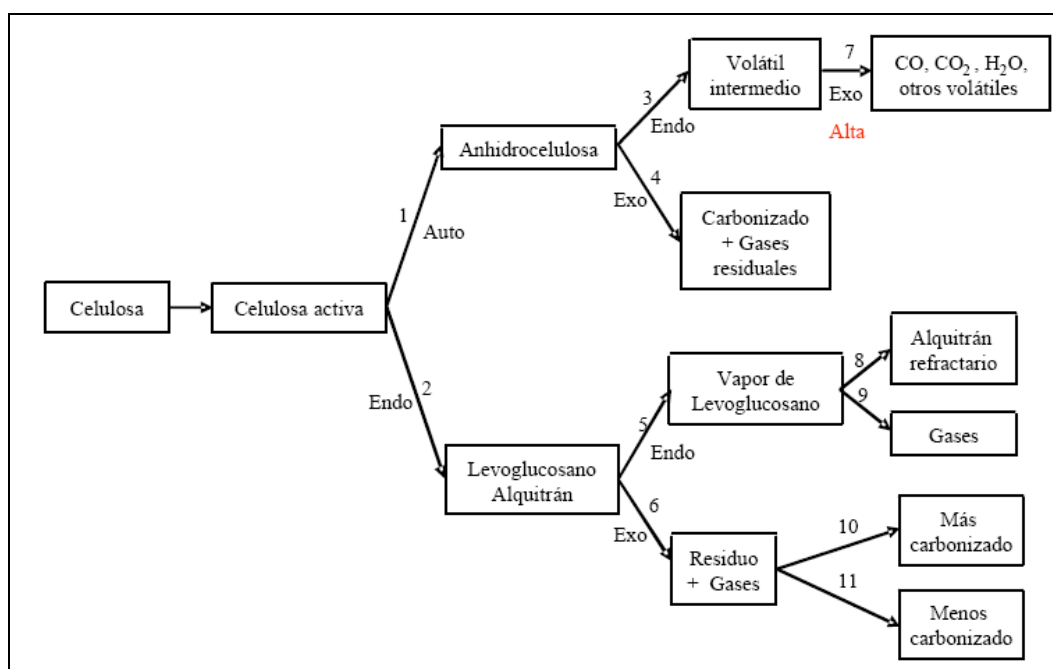 Volátil
intermedio
7
Exo
Alta
CO, CO₂ , H₂O,
otros volátiles
3
Endo
Anhidrocelulosa
4
Exo
Carbonizado
+ Gases
residuales
1
Auto
Celulosa
Celulosa activa
2
Endo
Levoglucosano
Alquitrán
5
Endo
Vapor de
Levoglucosano
8
Alquitrán
refractario
9
Gases
6
Exo
Residuo
+ Gases
10
Más
carbonizado
11
Menos
carbonizado